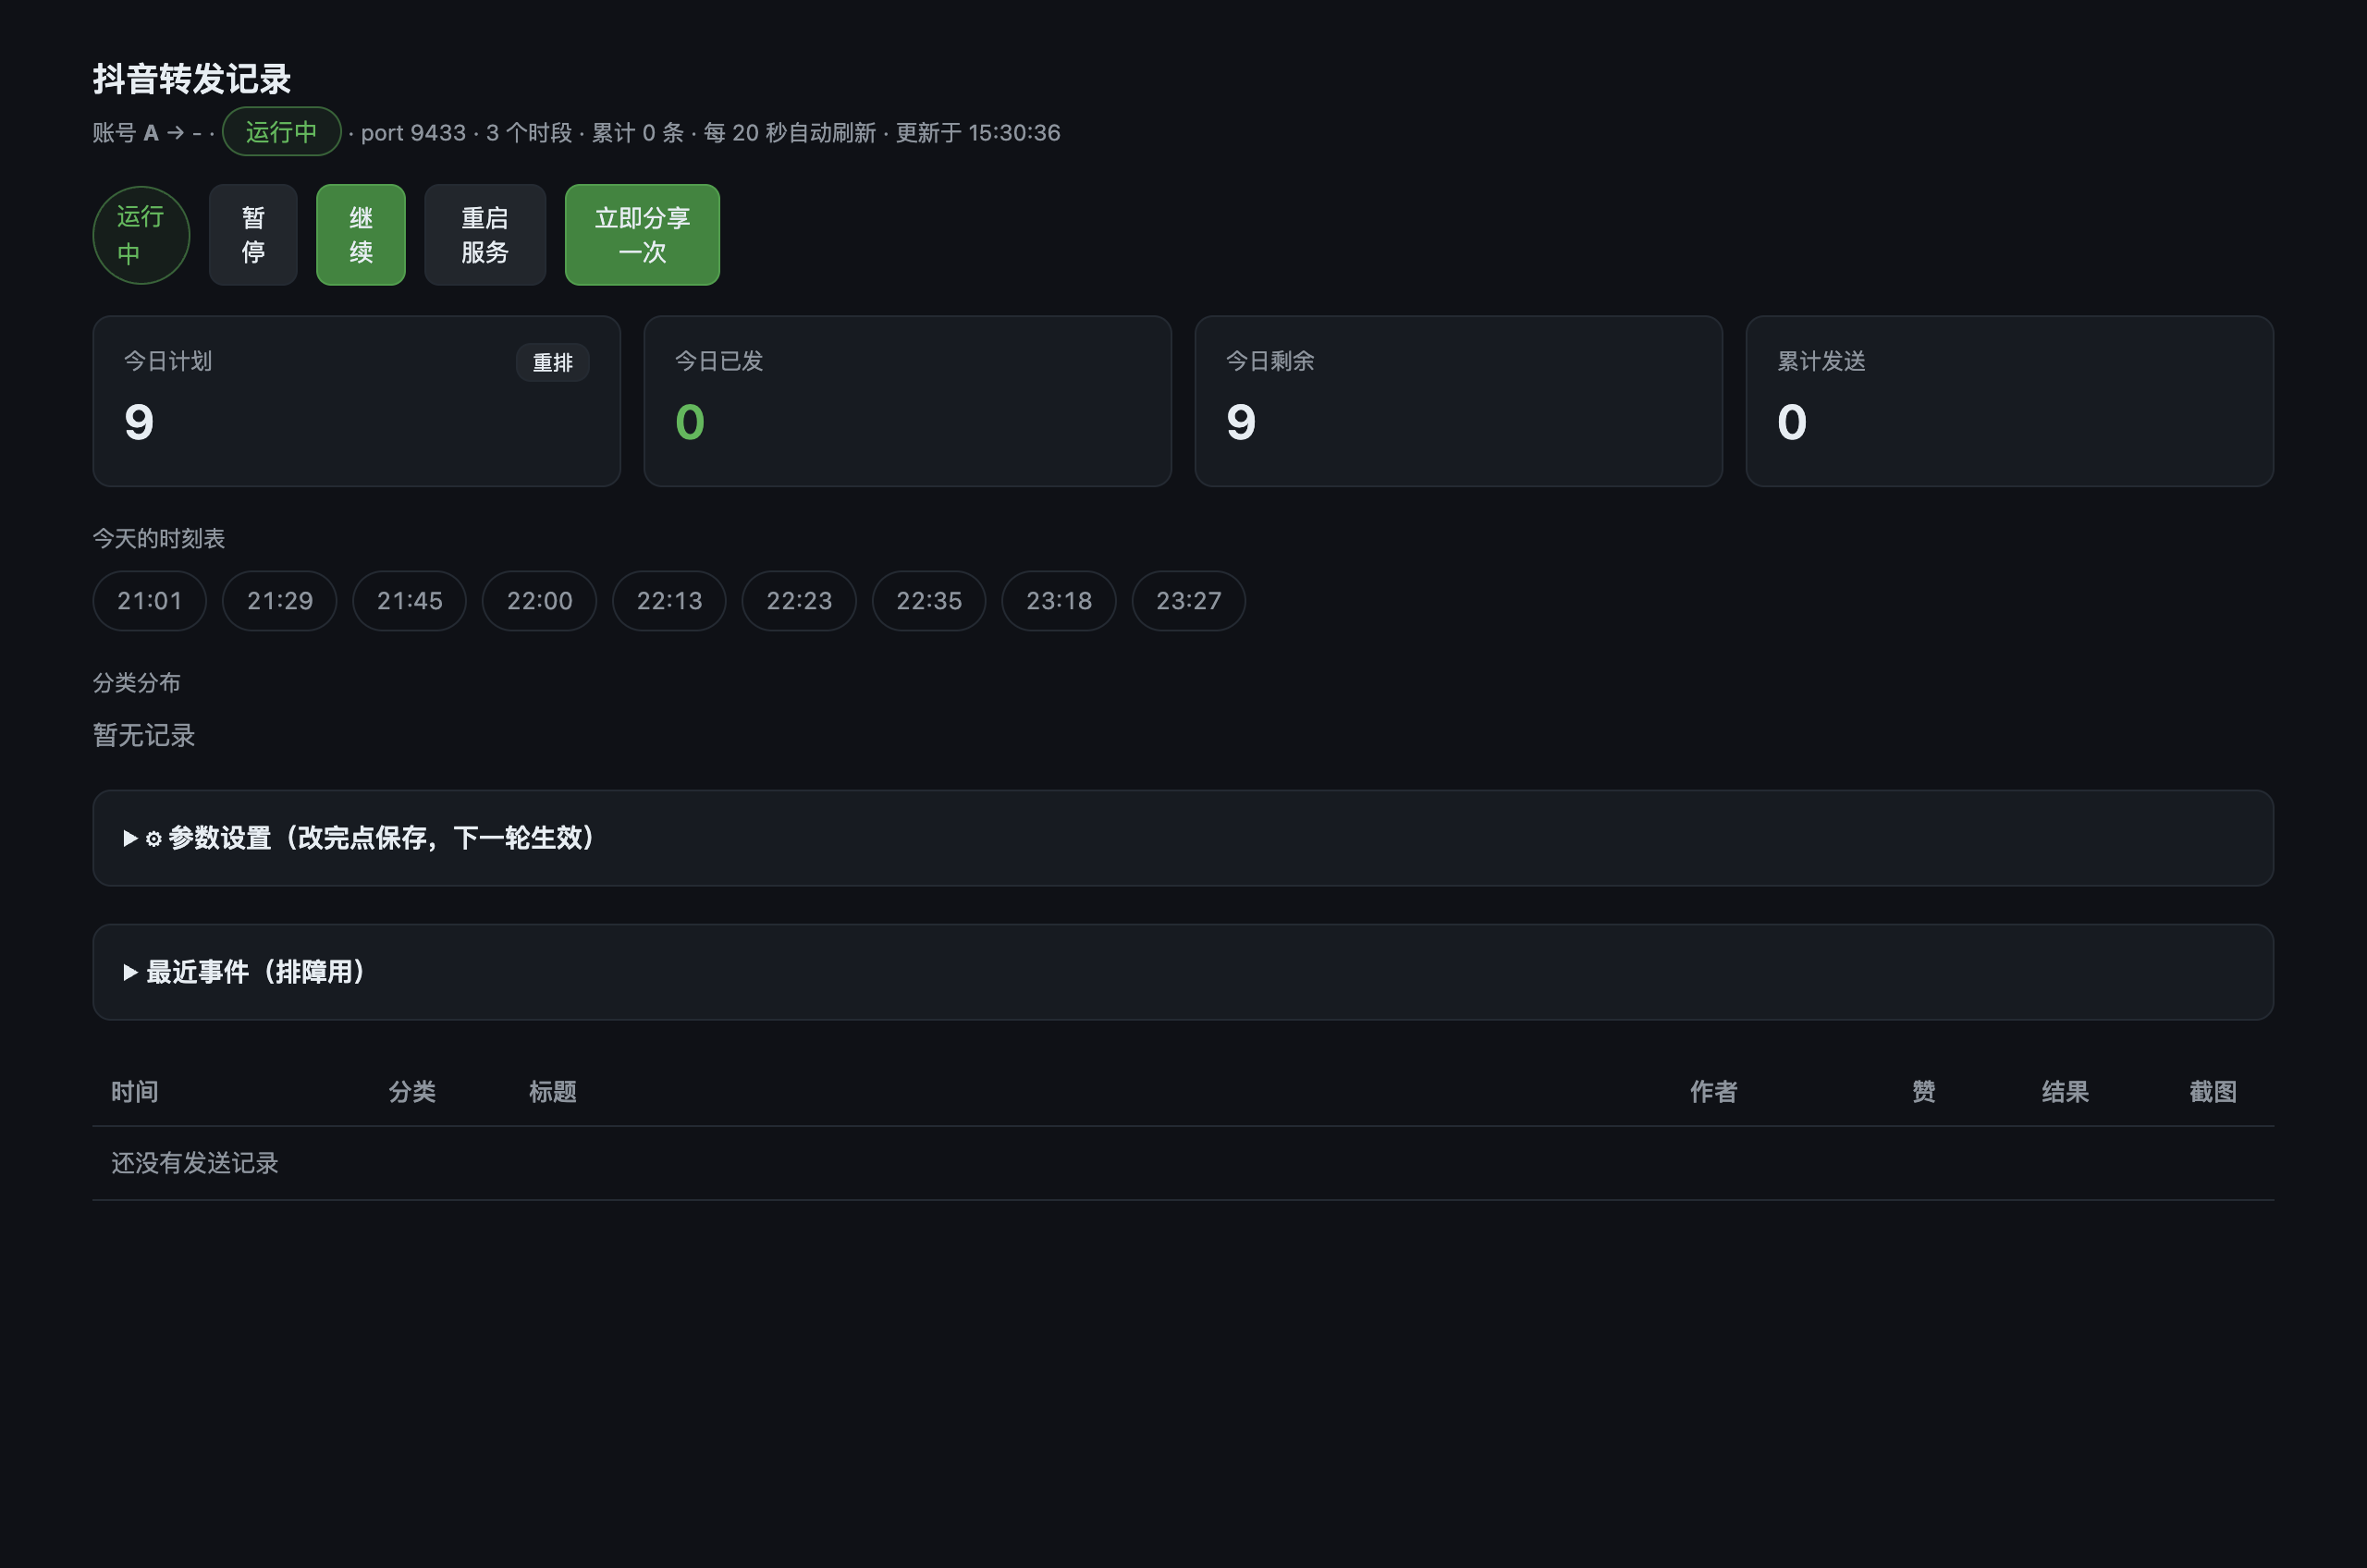 抖音转发记录
账号 A → - · 运行中 · port 9433 · 3 个时段 · 累计 0 条 · 每 20 秒自动刷新 · 更新于 15:30:36
运行
中
暂
停
继
续
重启
服务
立即分享
一次
今日计划 重排
9
今日已发
0
今日剩余
9
累计发送
0
今天的时刻表
21:01 21:29 21:45 22:00 22:13 22:23 22:35 23:18 23:27
分类分布
暂无记录
▶ ⚙ 参数设置（改完点保存，下一轮生效）
▶ 最近事件（排障用）
时间 分类 标题 作者 赞 结果 截图
还没有发送记录